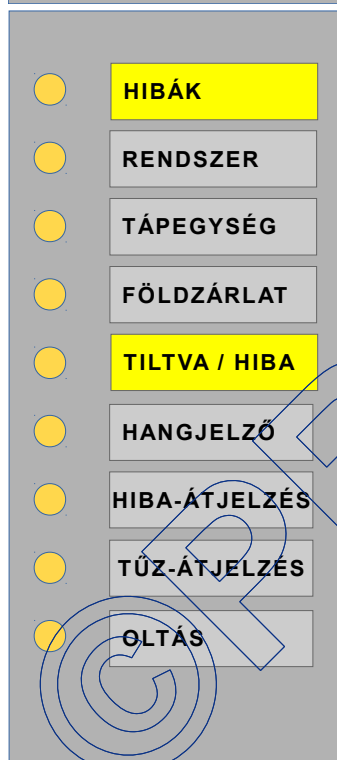 HIBÁK
RENDSZER
TÁPEGYSÉG
FÖLDZÁRLAT
TILTVA / HIBA
HANGJELZŐ
HIBA-ÁTJELZÉS
TŰZ-ÁTJELZÉS
OLTÁS